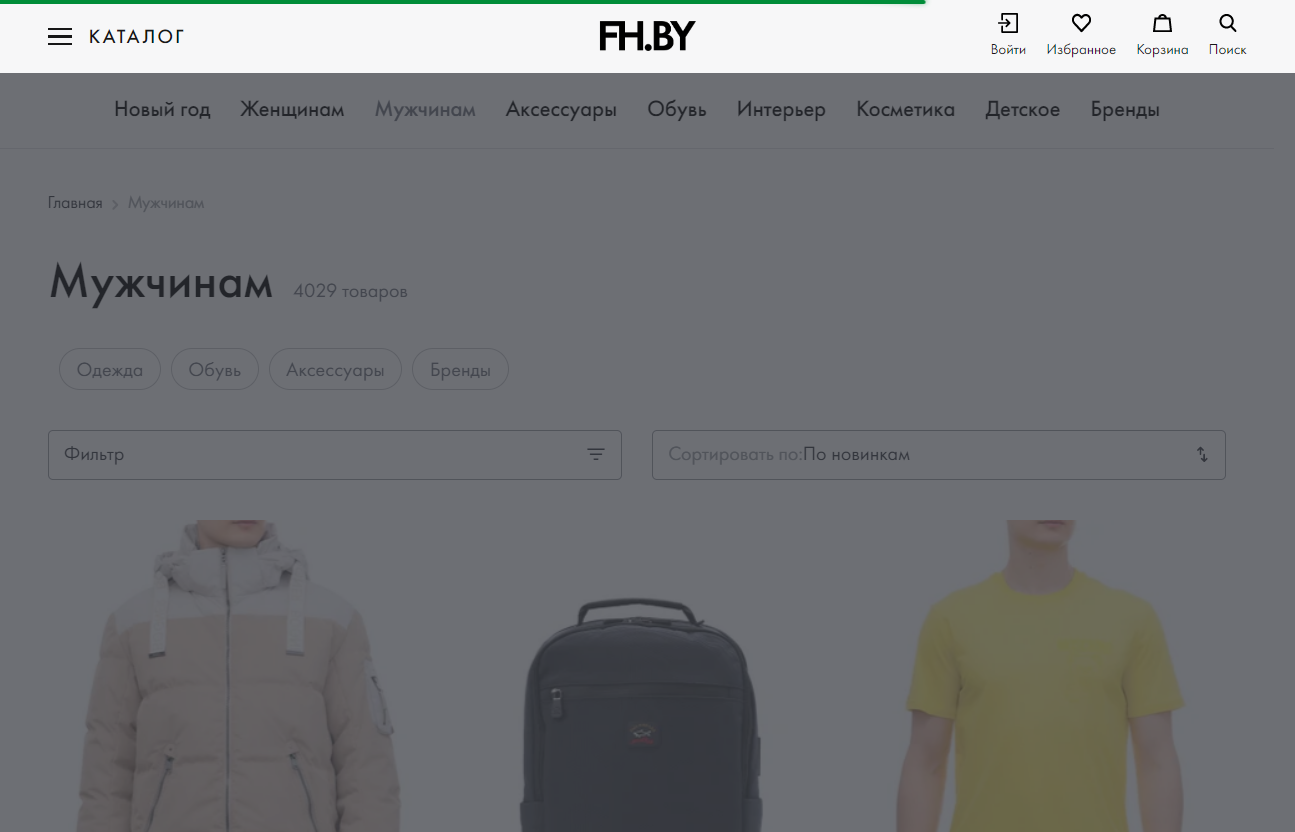 КАТАЛОГ
FH.BY
Войти Избранное Корзина Поиск
Новый год Женщинам Мужчинам Аксессуары Обувь Интерьер Косметика Детское Бренды
Главная Мужчинам
Мужчинам 4029 товаров
Одежда Обувь Аксессуары Бренды
Фильтр
Сортировать по:По новинкам